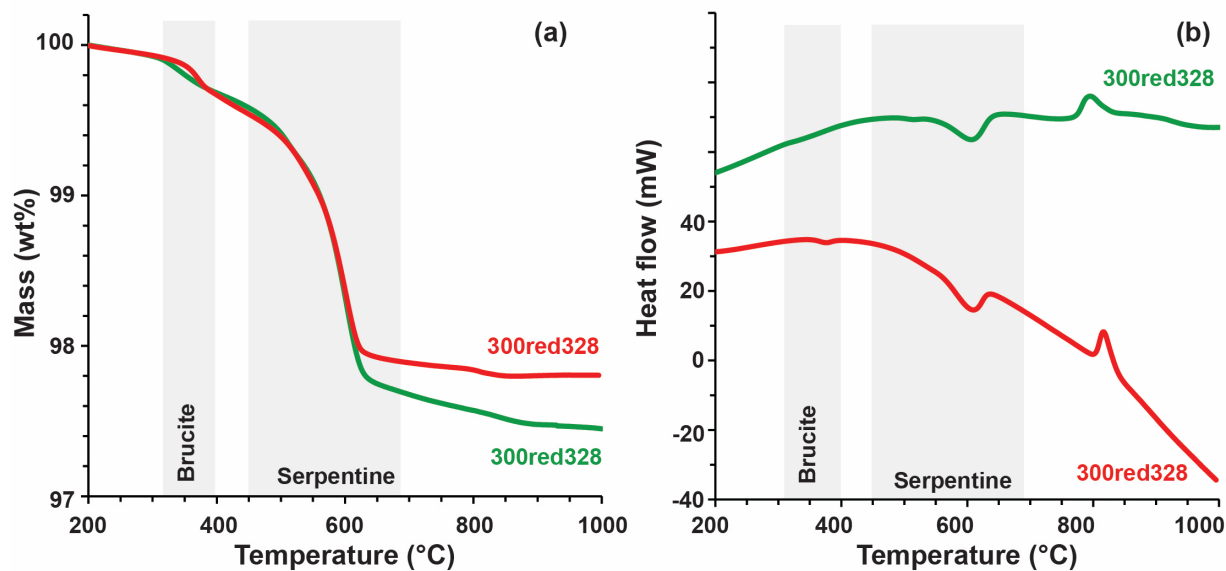 (a)
100
99
98
97
Mass (wt%)
300red328
300red328
Brucite
Serpentine
200 400 600 800 1000
Temperature (°C)
(b)
300red328
40
20
0
-20
-40
Heat flow (mW)
Brucite
Serpentine
300red328
200 400 600 800 1000
Temperature (°C)